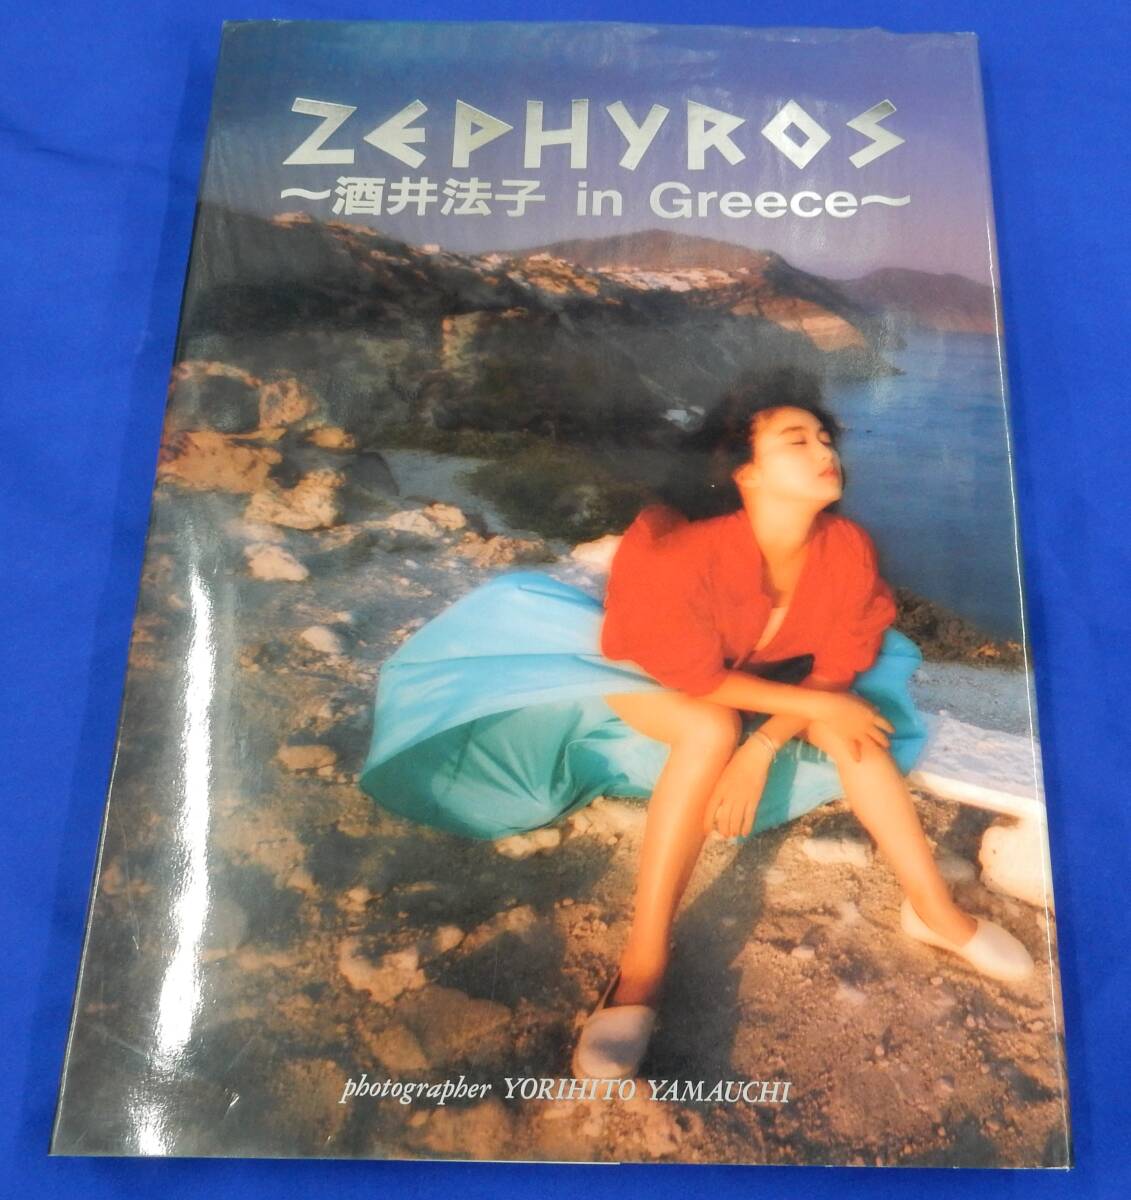 ZEPHYROS
～酒井法子 in Greece～
photographer YORIHITO YAMAUCHI